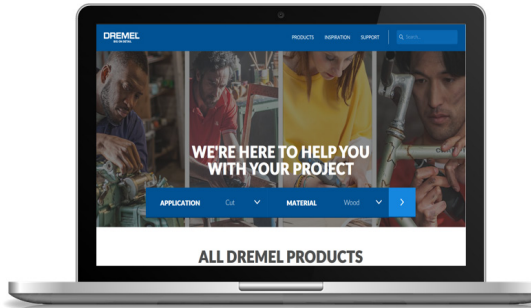 DREMEL
PRODUCTS INSPIRATION SUPPORT Search...
WE'RE HERE TO HELP YOU
WITH YOUR PROJECT
APPLICATION Cut MATERIAL Wood
ALL DREMEL PRODUCTS